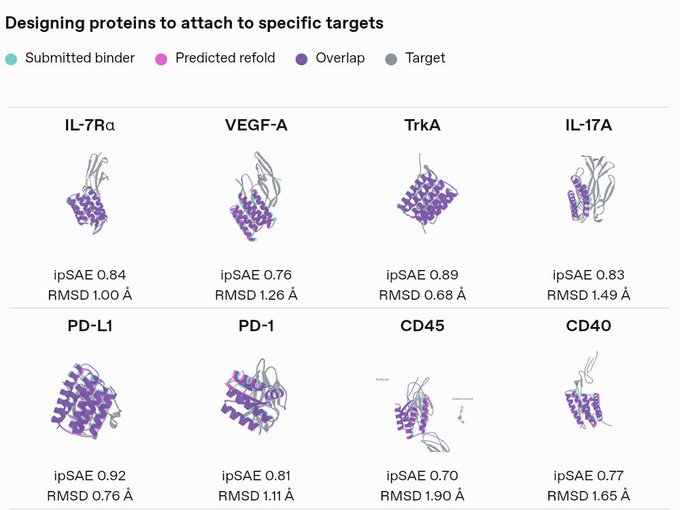 Designing proteins to attach to specific targets
Submitted binder Predicted refold Overlap Target
IL-7Rα VEGF-A TrkA IL-17A
ipSAE 0.84 ipSAE 0.76 ipSAE 0.89 ipSAE 0.83
RMSD 1.00 Å RMSD 1.26 Å RMSD 0.68 Å RMSD 1.49 Å
PD-L1 PD-1 CD45 CD40
ipSAE 0.92 ipSAE 0.81 ipSAE 0.70 ipSAE 0.77
RMSD 0.76 Å RMSD 1.11 Å RMSD 1.90 Å RMSD 1.65 Å